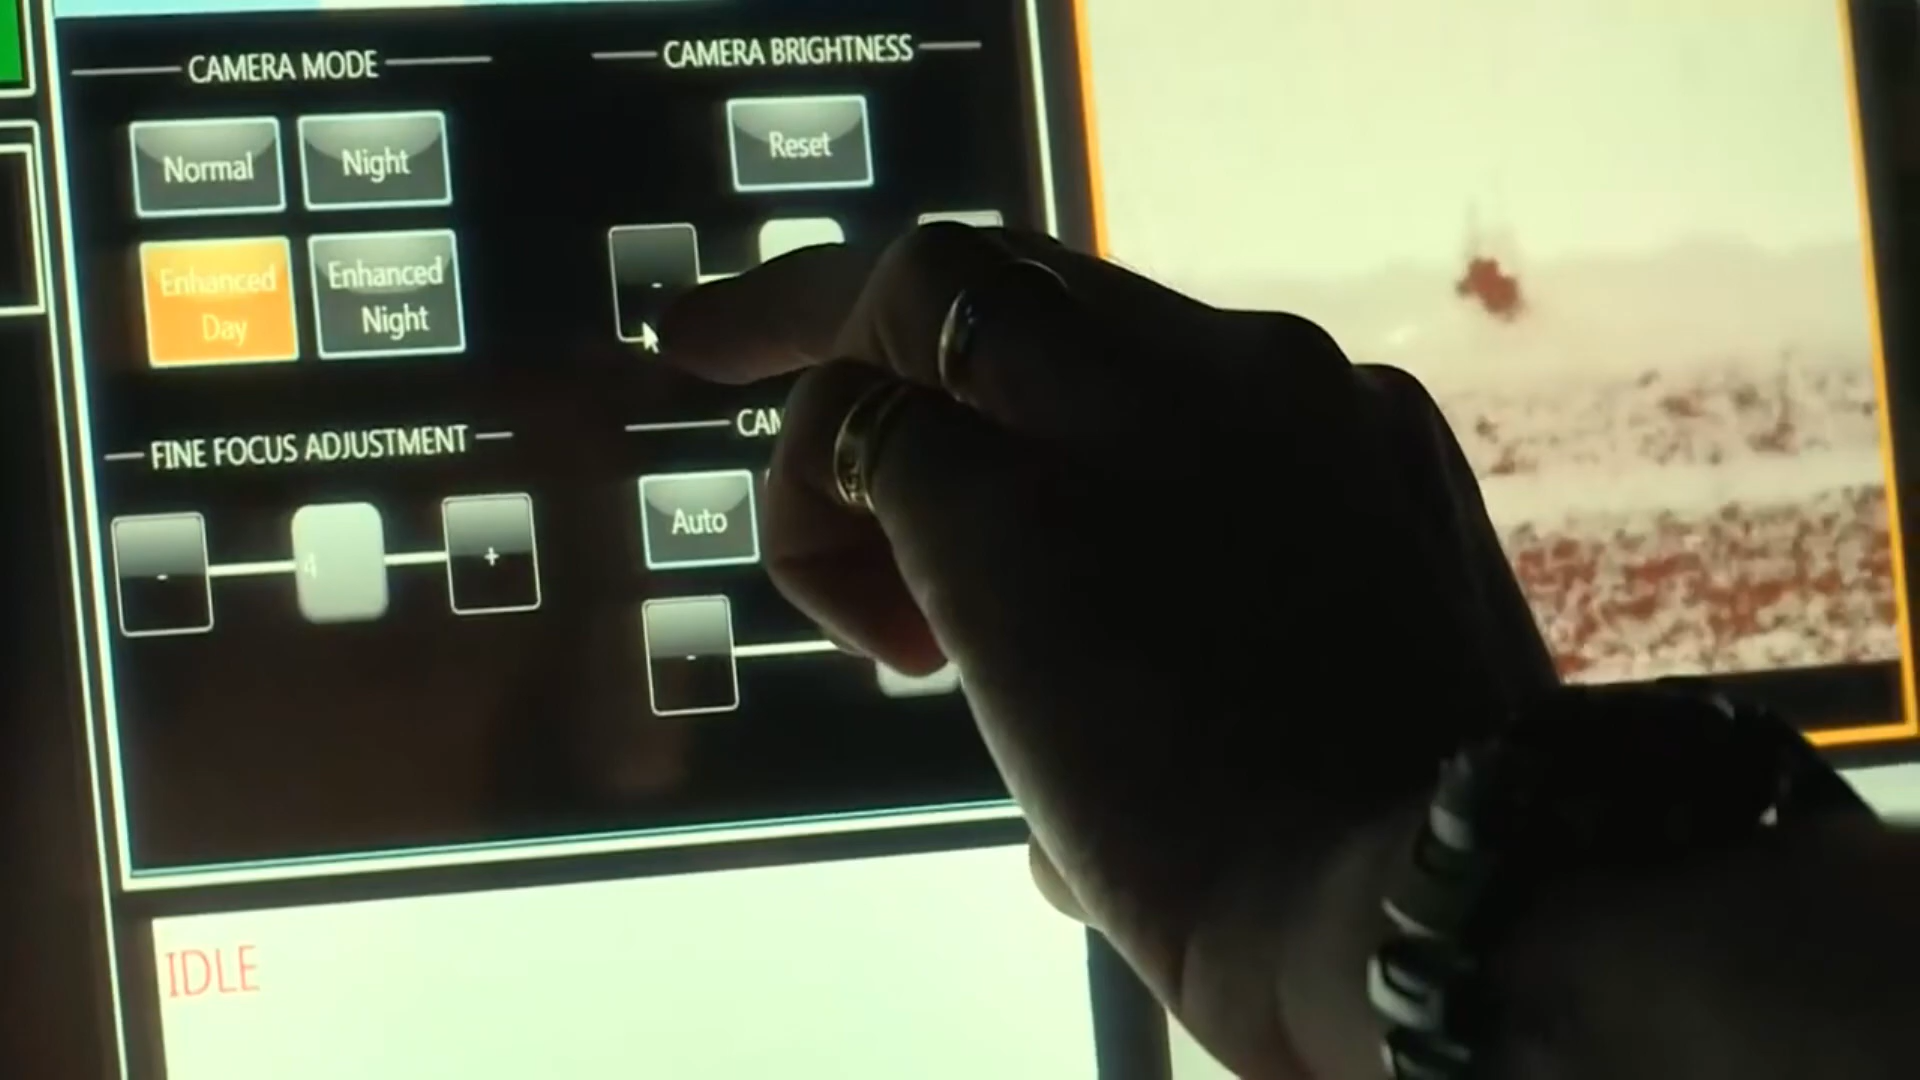 CAMERA MODE
CAMERA BRIGHTNESS
Normal
Night
Reset
Enhanced
Day
Enhanced
Night
-
FINE FOCUS ADJUSTMENT
CAM
-
4
+
Auto
-
IDLE